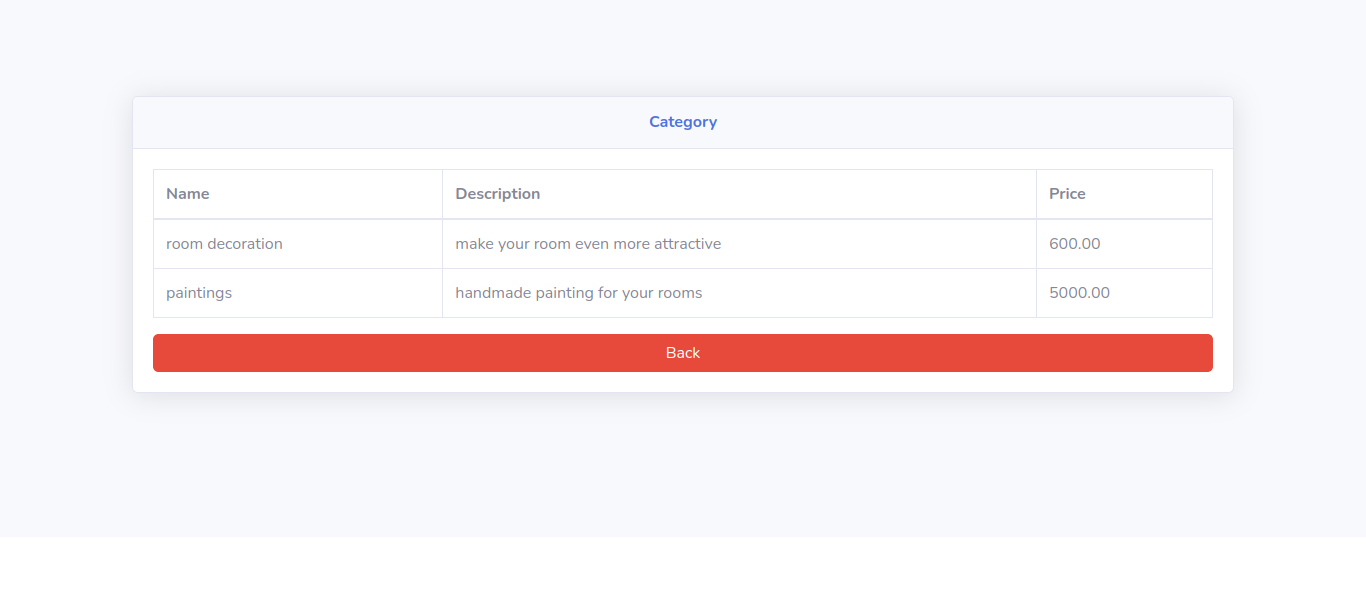 Category
Name Description Price
room decoration make your room even more attractive 600.00
paintings handmade painting for your rooms 5000.00
Back